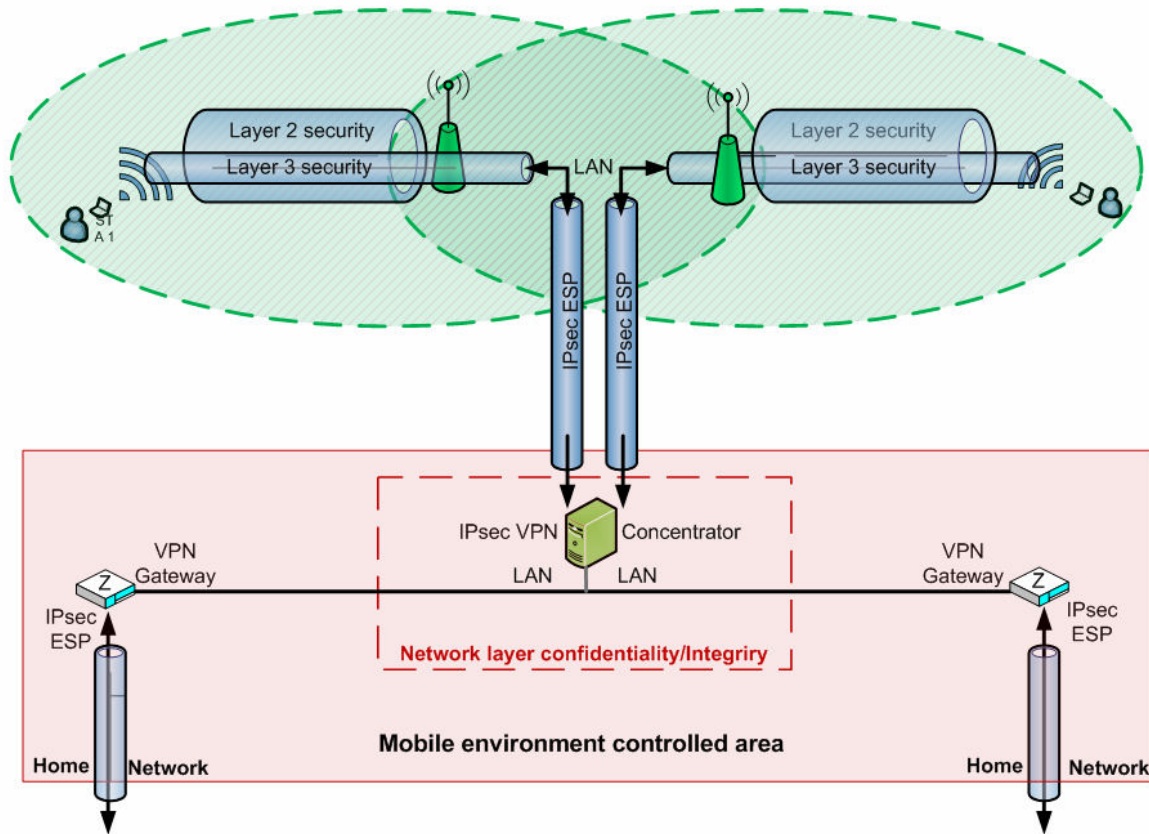 Layer 2 security
Layer 3 security
LAN
Layer 2 security
Layer 3 security
ST
A 1
IPsec ESP
IPsec ESP
IPsec VPN
Concentrator
VPN
Gateway
LAN
LAN
VPN
Gateway
Z
Z
IPsec
ESP
IPsec
ESP
Network layer confidentiality/Integriry
Mobile environment controlled area
Home Network
Home Network